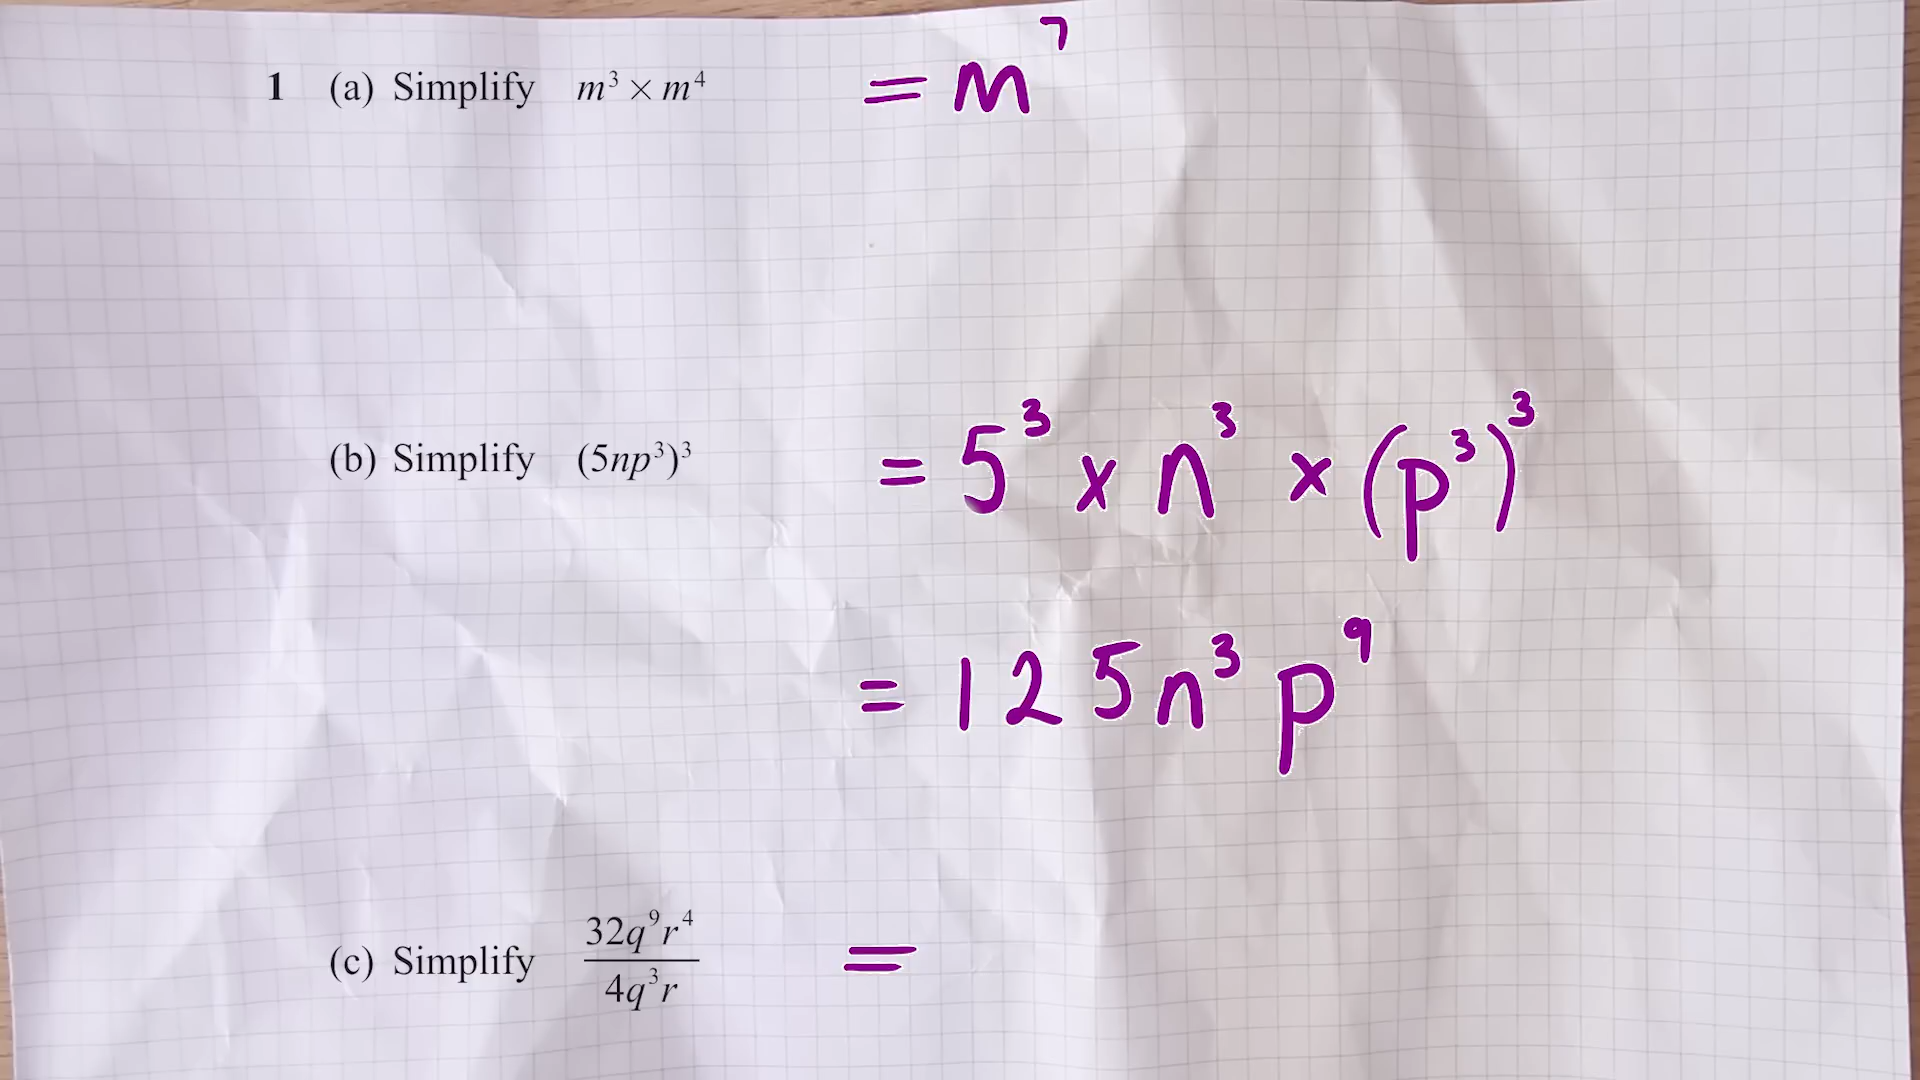 1 (a) Simplify m³ × m⁴ = m⁷
(b) Simplify (5np³)³ = 5³ × n³ × (p³)³
= 125n³p⁹
(c) Simplify 32q⁹r⁴ / 4q³r =